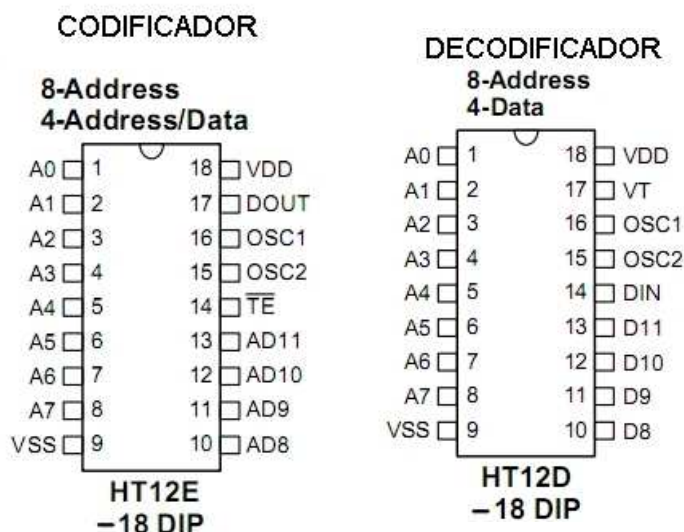 CODIFICADOR
8-Address
4-Address/Data
A0 1 18 VDD
A1 2 17 DOUT
A2 3 16 OSC1
A3 4 15 OSC2
A4 5 14 T̅E̅
A5 6 13 AD11
A6 7 12 AD10
A7 8 11 AD9
VSS 9 10 AD8
HT12E
–18 DIP
DECODIFICADOR
8-Address
4-Data
A0 1 18 VDD
A1 2 17 VT
A2 3 16 OSC1
A3 4 15 OSC2
A4 5 14 DIN
A5 6 13 D11
A6 7 12 D10
A7 8 11 D9
VSS 9 10 D8
HT12D
–18 DIP